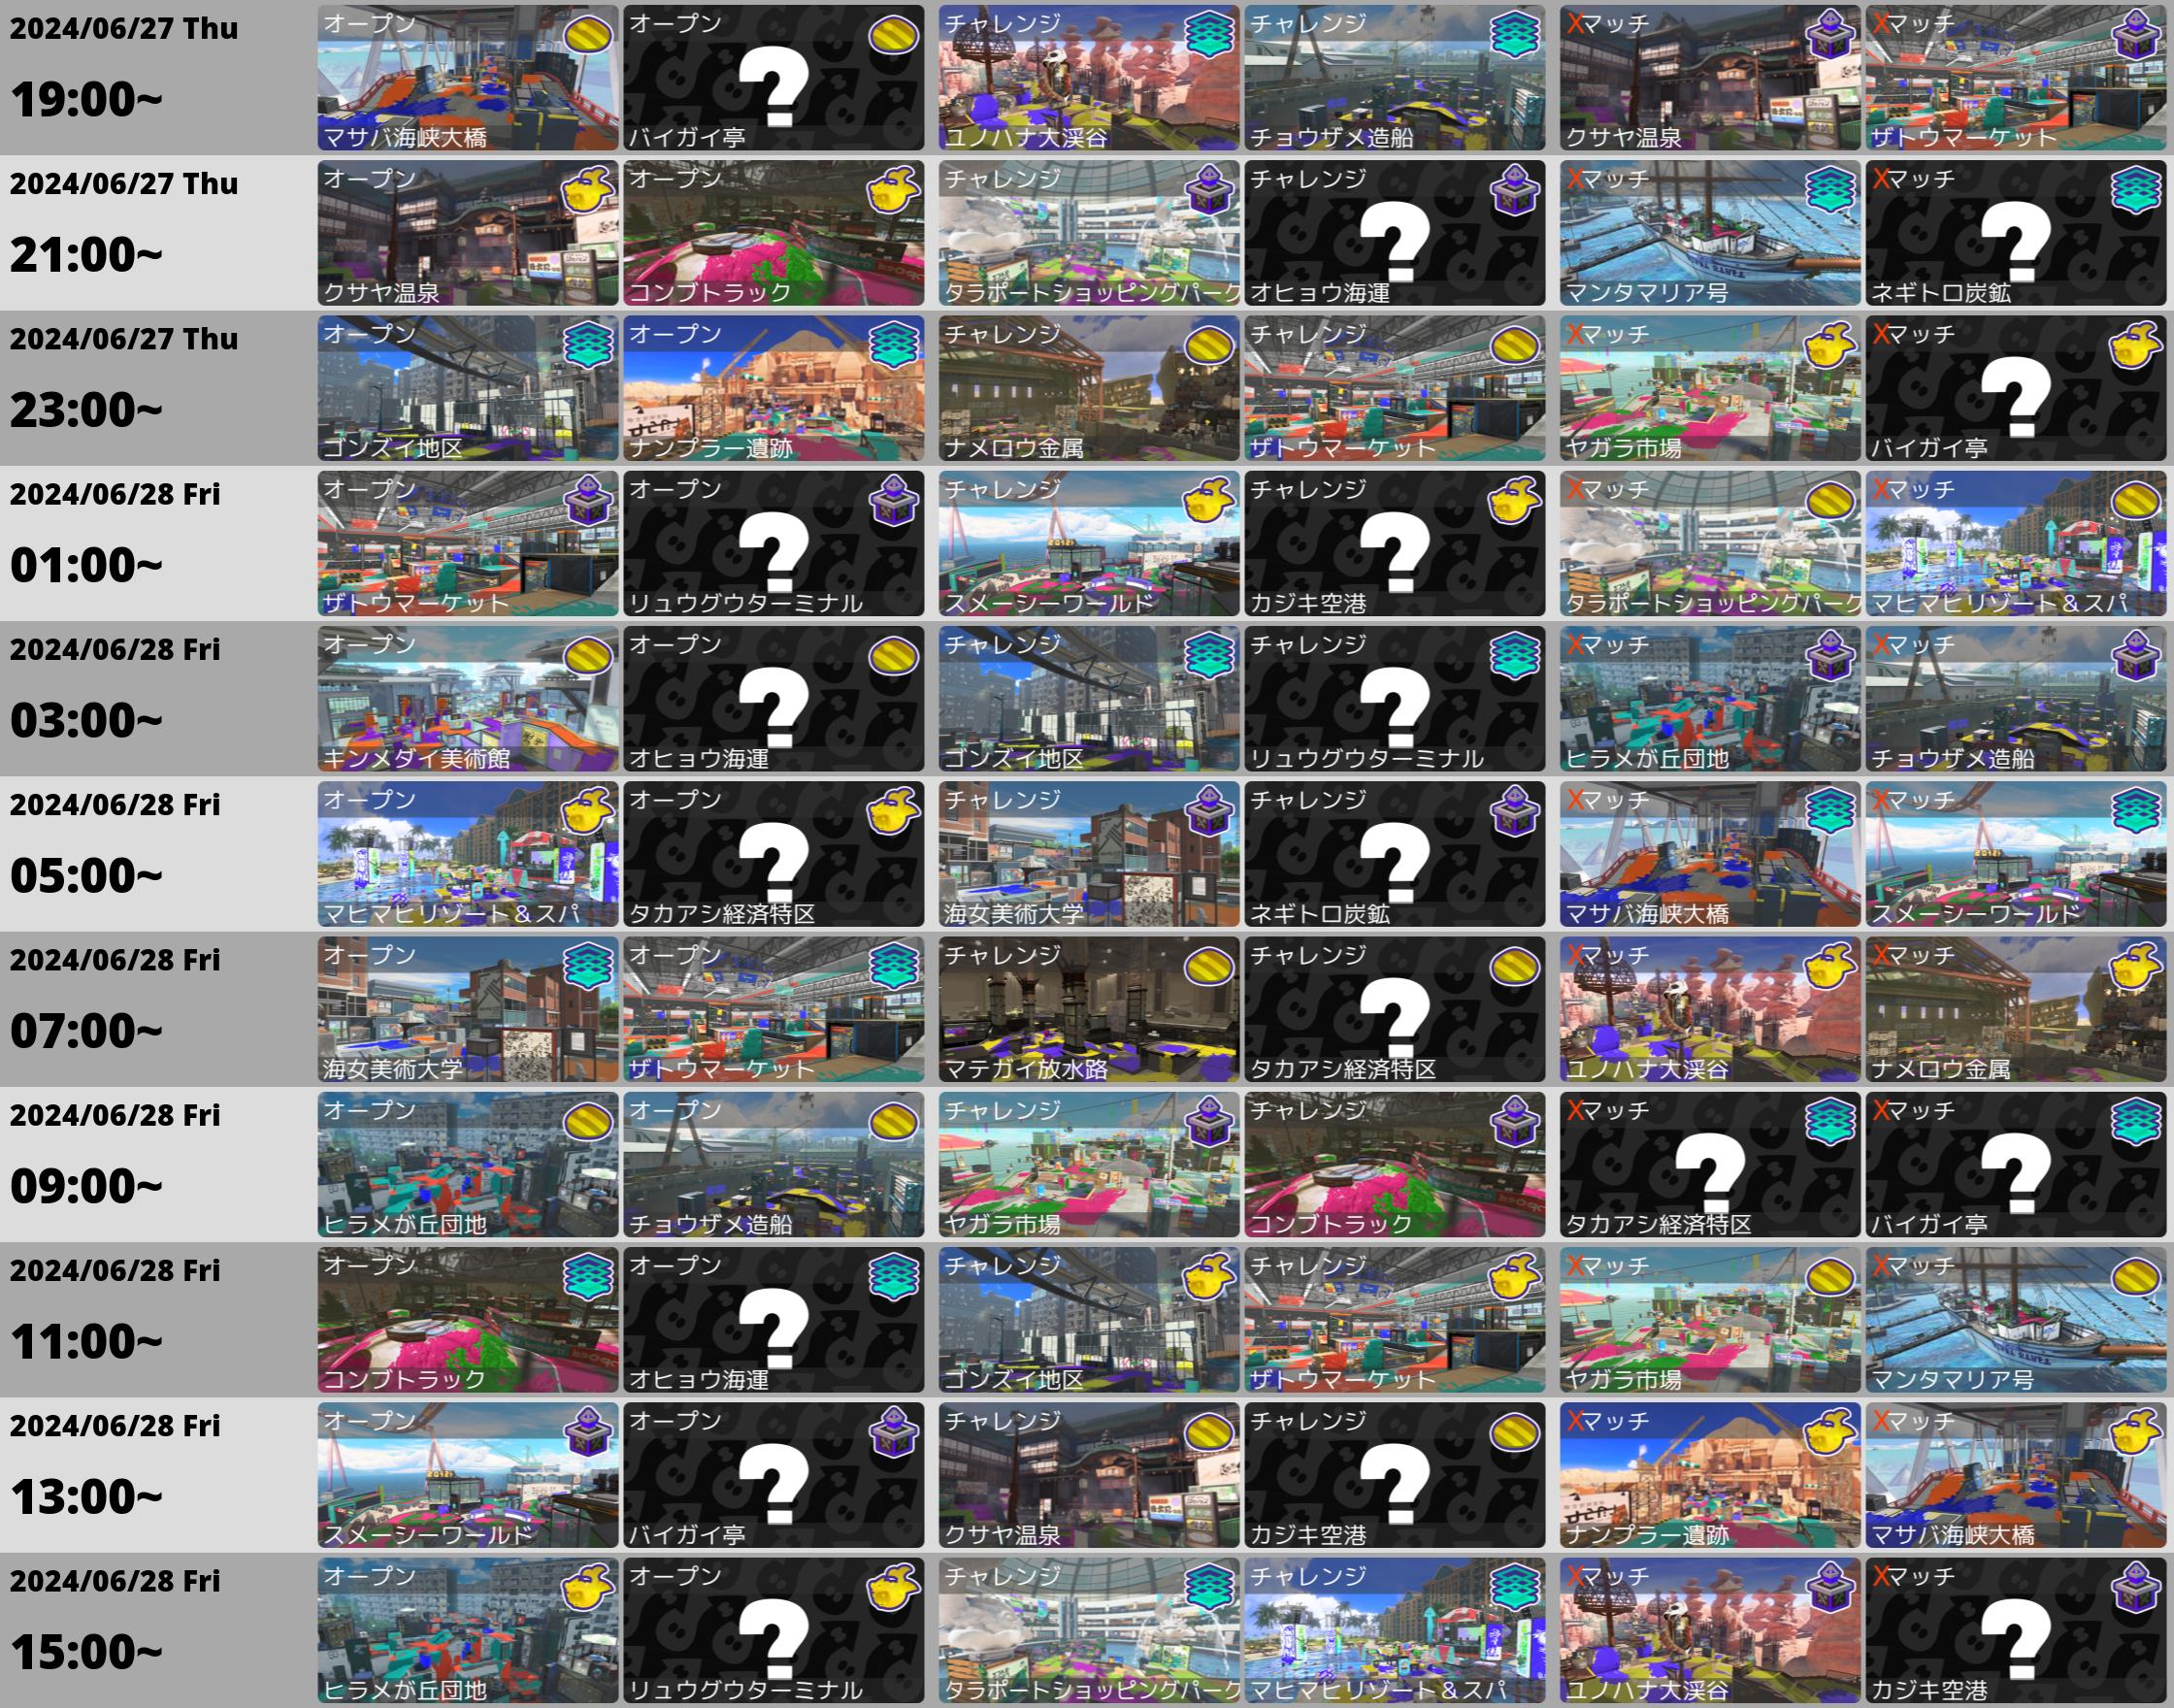 2024/06/27 Thu
19:00~
オープン
マサバ海峡大橋
オープン
バイガイ亭
チャレンジ
ユノハナ大渓谷
チャレンジ
チョウザメ造船
Xマッチ
クサヤ温泉
Xマッチ
ザトウマーケット
2024/06/27 Thu
21:00~
オープン
クサヤ温泉
オープン
コンブトラック
チャレンジ
タラポートショッピングパーク
チャレンジ
オヒョウ海運
Xマッチ
マンタマリア号
Xマッチ
ネギトロ炭鉱
2024/06/27 Thu
23:00~
オープン
ゴンズイ地区
オープン
ナンプラー遺跡
チャレンジ
ナメロウ金属
チャレンジ
ザトウマーケット
Xマッチ
ヤガラ市場
Xマッチ
バイガイ亭
2024/06/28 Fri
01:00~
オープン
ザトウマーケット
オープン
リュウグウターミナル
チャレンジ
スメーシーワールド
チャレンジ
カジキ空港
Xマッチ
タラポートショッピングパーク
Xマッチ
マヒマヒリゾート＆スパ
2024/06/28 Fri
03:00~
オープン
キンメダイ美術館
オープン
オヒョウ海運
チャレンジ
ゴンズイ地区
チャレンジ
リュウグウターミナル
Xマッチ
ヒラメが丘団地
Xマッチ
チョウザメ造船
2024/06/28 Fri
05:00~
オープン
マヒマヒリゾート＆スパ
オープン
タカアシ経済特区
チャレンジ
海女美術大学
チャレンジ
ネギトロ炭鉱
Xマッチ
マサバ海峡大橋
Xマッチ
スメーシーワールド
2024/06/28 Fri
07:00~
オープン
海女美術大学
オープン
ザトウマーケット
チャレンジ
マテガイ放水路
チャレンジ
タカアシ経済特区
Xマッチ
ユノハナ大渓谷
Xマッチ
ナメロウ金属
2024/06/28 Fri
09:00~
オープン
ヒラメが丘団地
オープン
チョウザメ造船
チャレンジ
ヤガラ市場
チャレンジ
コンブトラック
Xマッチ
タカアシ経済特区
Xマッチ
バイガイ亭
2024/06/28 Fri
11:00~
オープン
コンブトラック
オープン
オヒョウ海運
チャレンジ
ゴンズイ地区
チャレンジ
ザトウマーケット
Xマッチ
ヤガラ市場
Xマッチ
マンタマリア号
2024/06/28 Fri
13:00~
オープン
スメーシーワールド
オープン
バイガイ亭
チャレンジ
クサヤ温泉
チャレンジ
カジキ空港
Xマッチ
ナンプラー遺跡
Xマッチ
マサバ海峡大橋
2024/06/28 Fri
15:00~
オープン
ヒラメが丘団地
オープン
リュウグウターミナル
チャレンジ
タラポートショッピングパーク
チャレンジ
マヒマヒリゾート＆スパ
Xマッチ
ユノハナ大渓谷
Xマッチ
カジキ空港